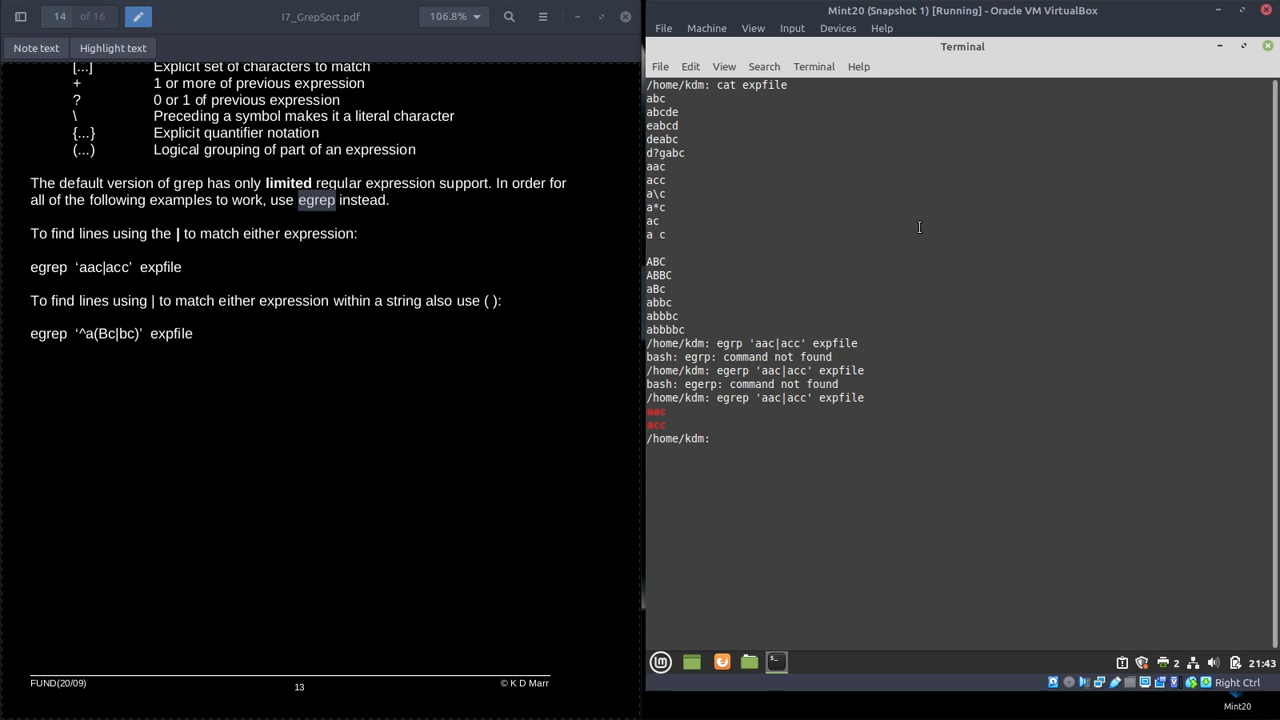 14 of 16
I7_GrepSort.pdf
106.8%
Note text
Highlight text
[...] Explicit set of characters to match
+ 1 or more of previous expression
? 0 or 1 of previous expression
\ Preceding a symbol makes it a literal character
{...} Explicit quantifier notation
(...) Logical grouping of part of an expression
The default version of grep has only limited regular expression support. In order for
all of the following examples to work, use egrep instead.
To find lines using the | to match either expression:
egrep ‘aac|acc’ expfile
To find lines using | to match either expression within a string also use ( ):
egrep ‘^a(Bc|bc)’ expfile
FUND(20/09)
13
© K D Marr
Mint20 (Snapshot 1) [Running] - Oracle VM VirtualBox
File Machine View Input Devices Help
Terminal
File Edit View Search Terminal Help
/home/kdm: cat expfile
abc
abcde
eabcd
deabc
d?gabc
aac
acc
a\c
a*c
ac
a c
ABC
ABBC
aBc
abbc
abbbc
abbbbc
/home/kdm: egrp 'aac|acc' expfile
bash: egrp: command not found
/home/kdm: egerp 'aac|acc' expfile
bash: egerp: command not found
/home/kdm: egrep 'aac|acc' expfile
aac
acc
/home/kdm:
2
21:43
Right Ctrl
Mint20